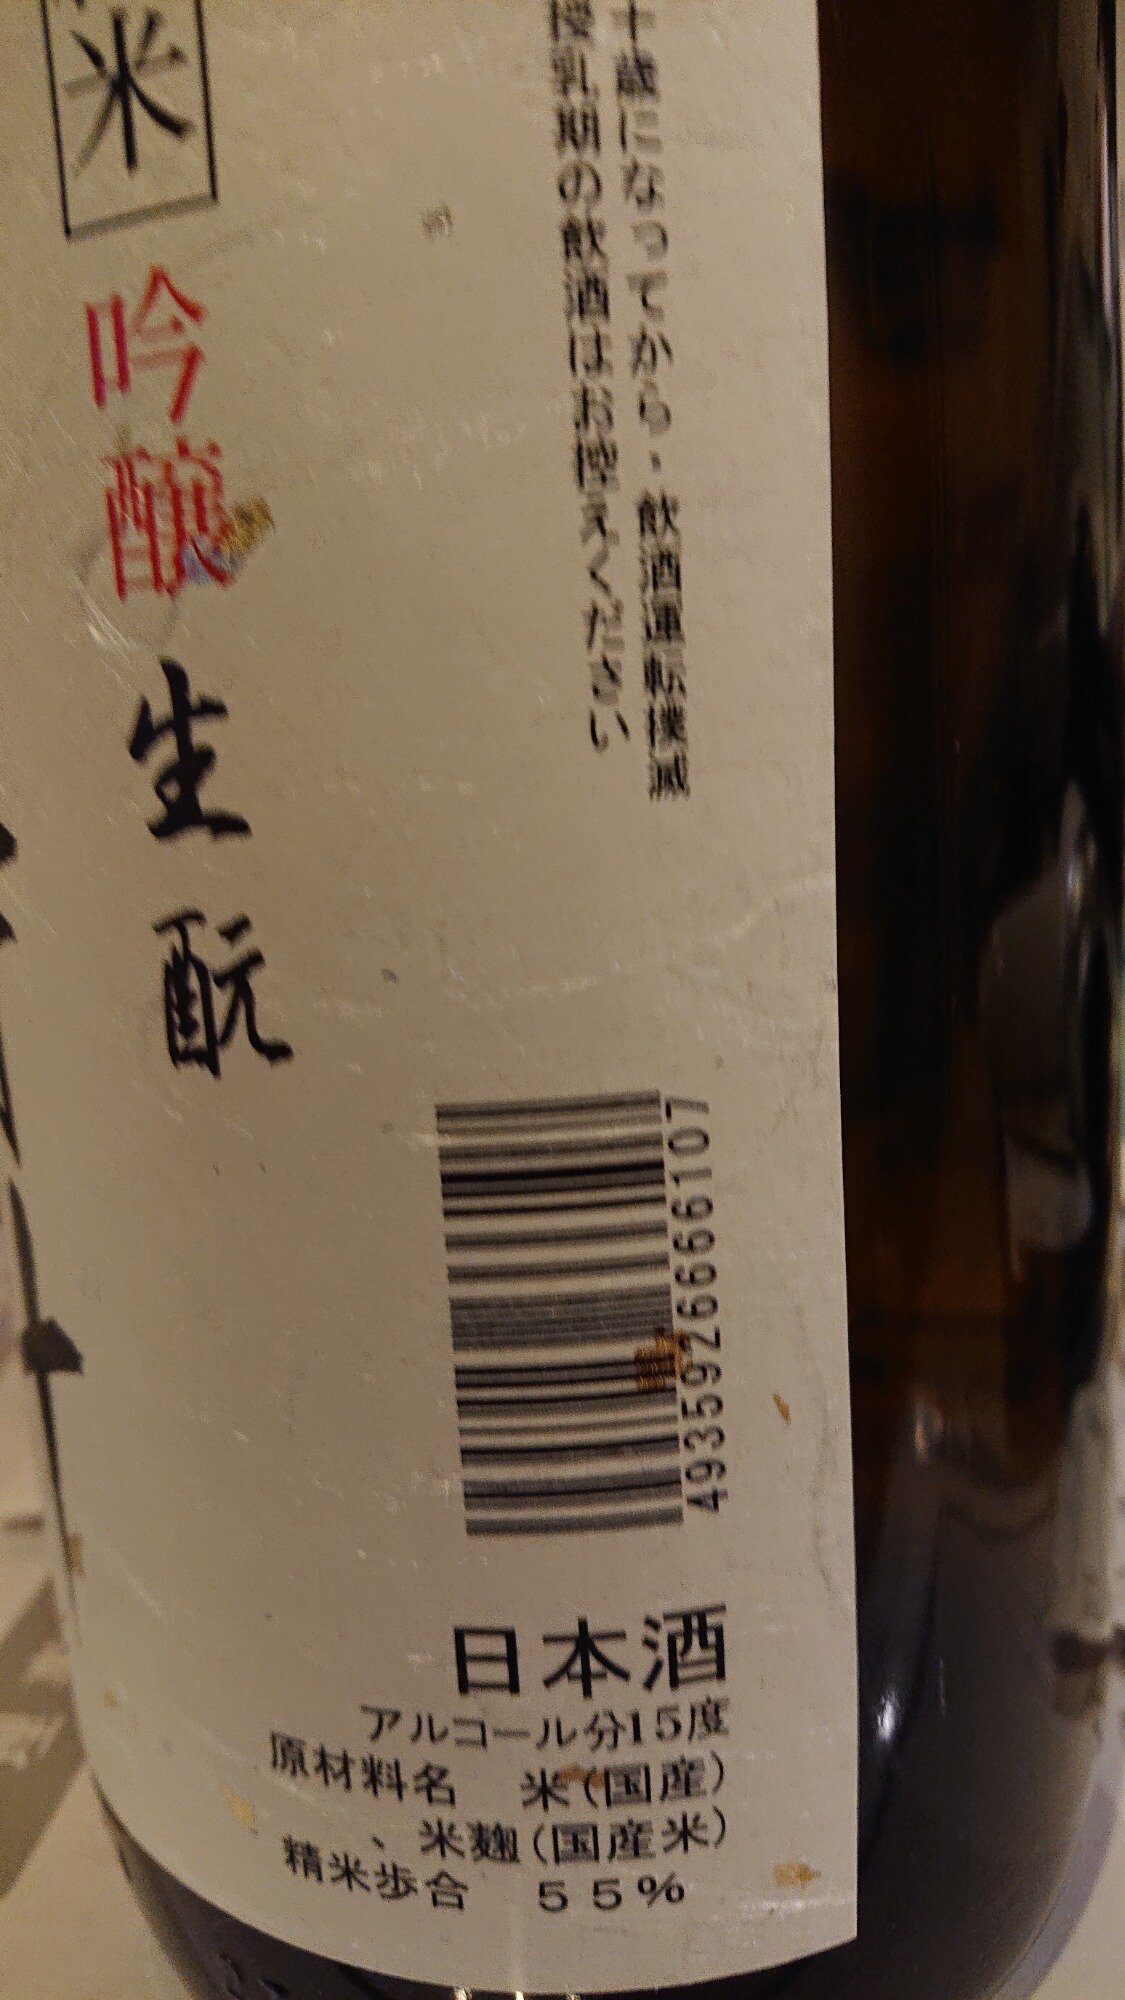 十歳になってから・飲酒運転撲滅
授乳期の飲酒はお控えください
米
吟醸
生酛
4935926666107
日本酒
アルコール分15度
原材料名 米(国産)
、米麹(国産米)
精米歩合 55%